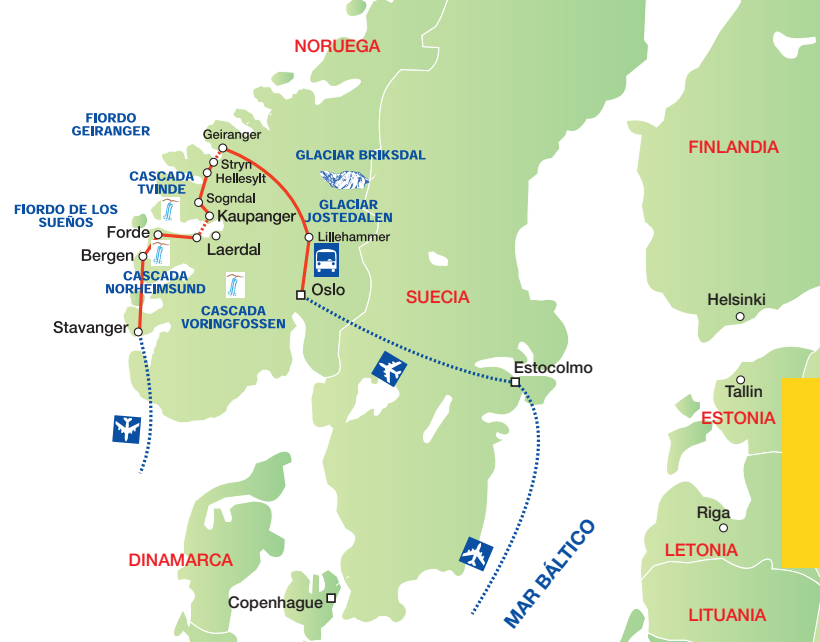 NORUEGA
FIORDO
GEIRANGER
Geiranger
FINLANDIA
GLACIAR BRIKSDAL
Stryn
CASCADA
TVINDE
Hellesylt
Sogndal
GLACIAR
JOSTEDALEN
FIORDO DE LOS
SUEÑOS
Kaupanger
Forde
Lillehammer
Laerdal
Bergen
CASCADA
NORHEIMSUND
Oslo
SUECIA
Helsinki
CASCADA
VORINGFOSSEN
Stavanger
Estocolmo
Tallin
ESTONIA
Riga
LETONIA
DINAMARCA
MAR BÁLTICO
Copenhague
LITUANIA